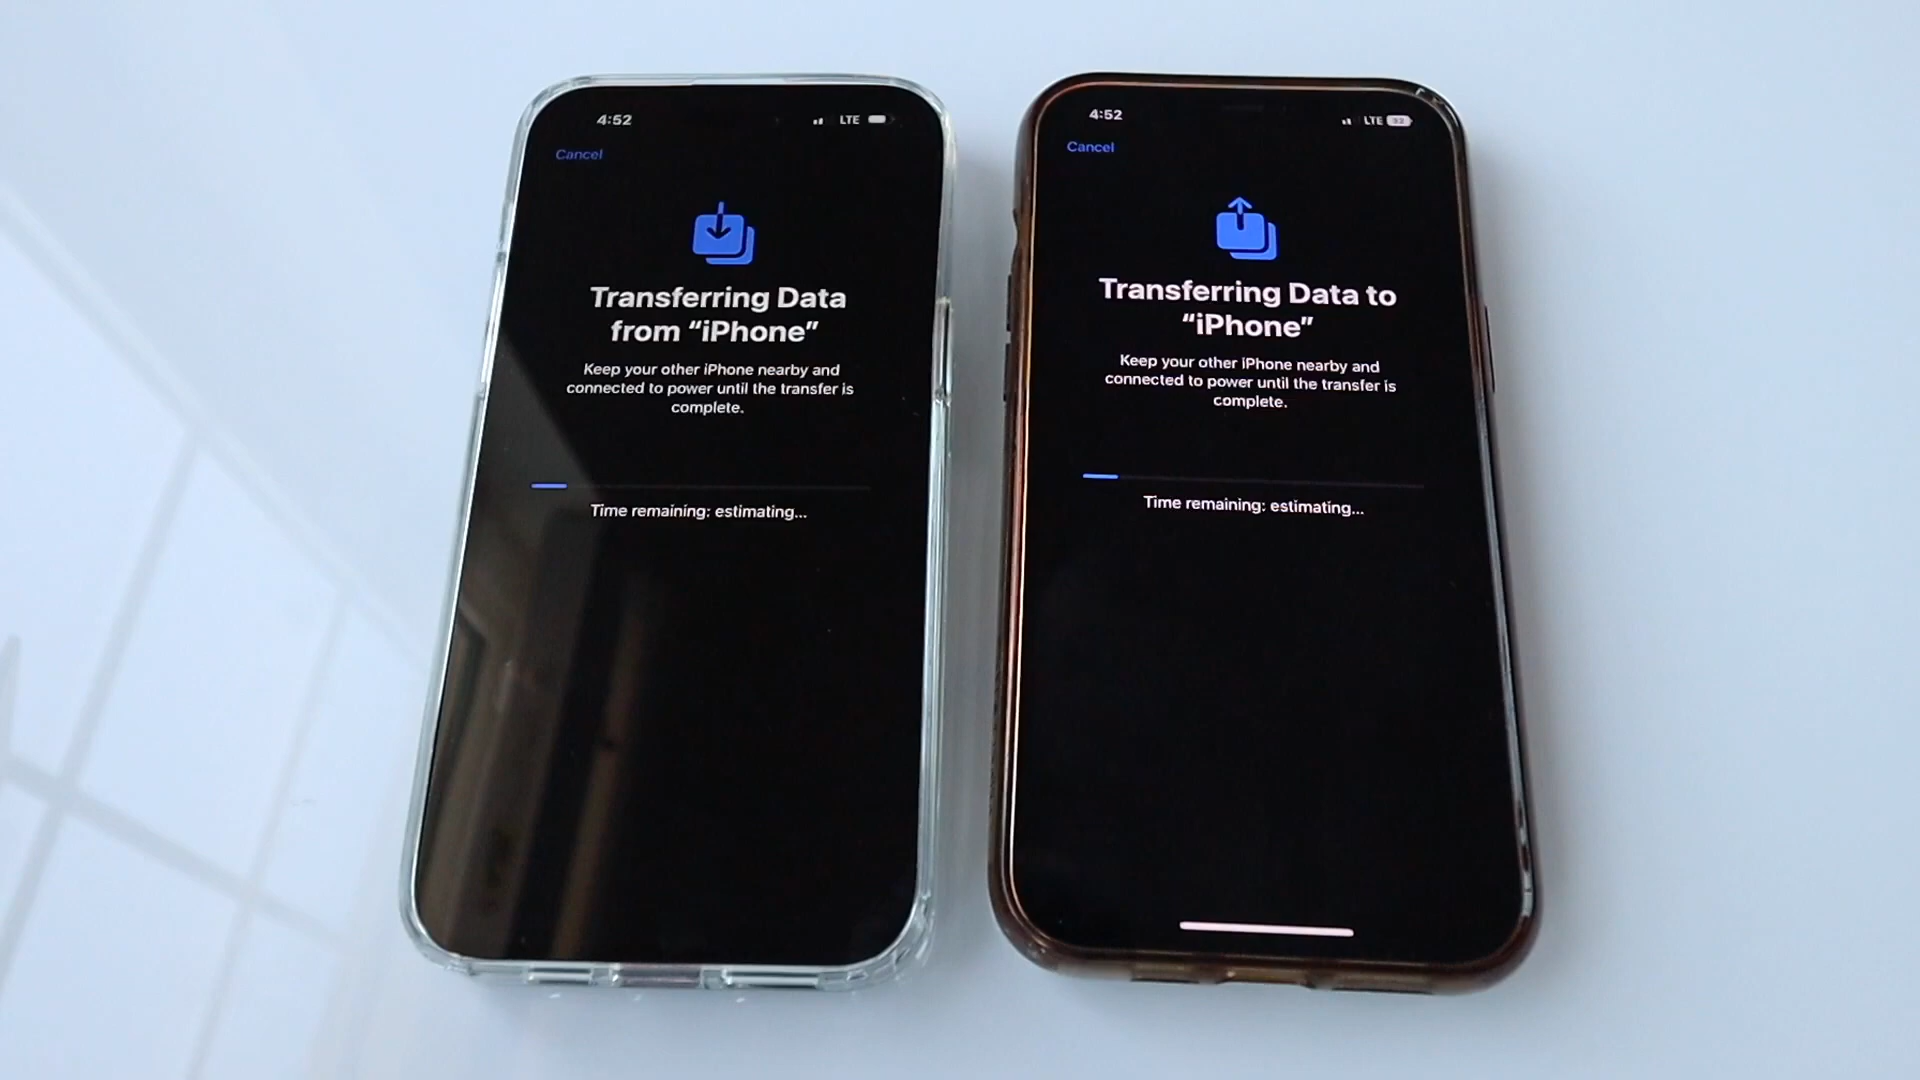 4:52
LTE
Cancel
Transferring Data
from “iPhone”
Keep your other iPhone nearby and
connected to power until the transfer is
complete.
Time remaining: estimating...
4:52
LTE
Cancel
Transferring Data to
“iPhone”
Keep your other iPhone nearby and
connected to power until the transfer is
complete.
Time remaining: estimating...